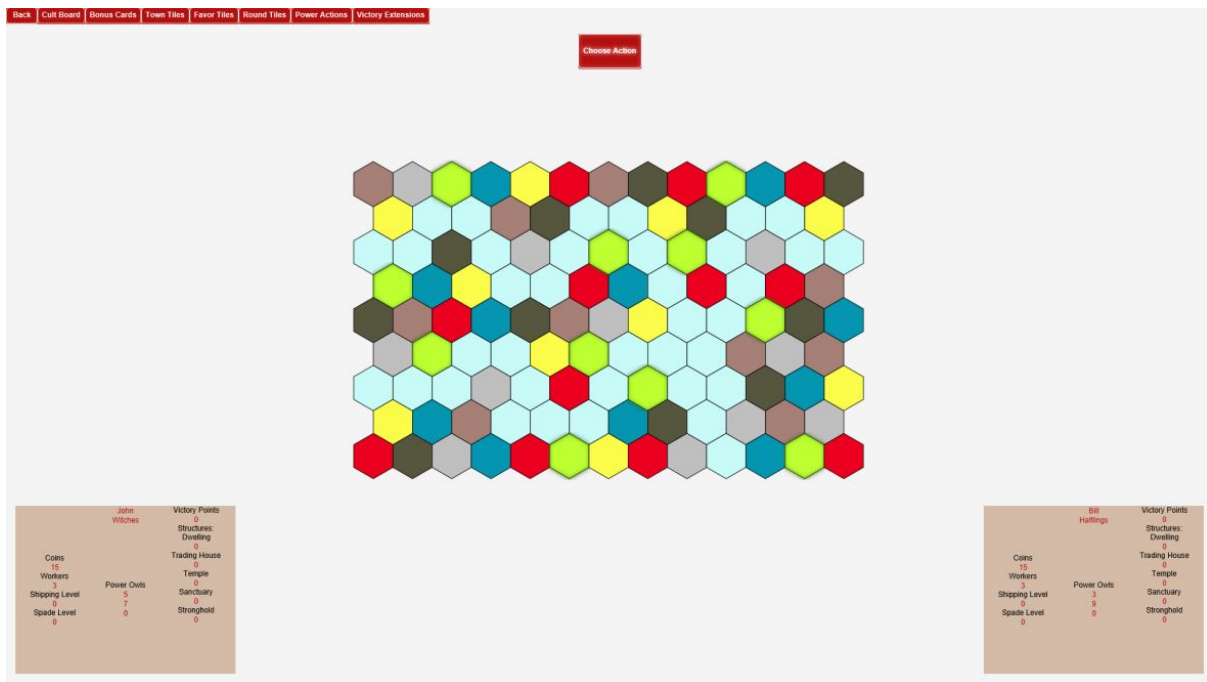 Back Cult Board Bonus Cards Town Tiles Favor Tiles Round Tiles Power Actions Victory Extensions
Choose Action
John
Witches
Coins
15
Workers
3
Shipping Level
0
Spade Level
0
Power Owls
5
7
0
Victory Points
0
Structures:
Dwelling
0
Trading House
0
Temple
0
Sanctuary
0
Stronghold
0
Bill
Halflings
Coins
15
Workers
3
Shipping Level
0
Spade Level
0
Power Owls
3
9
0
Victory Points
0
Structures:
Dwelling
0
Trading House
0
Temple
0
Sanctuary
0
Stronghold
0